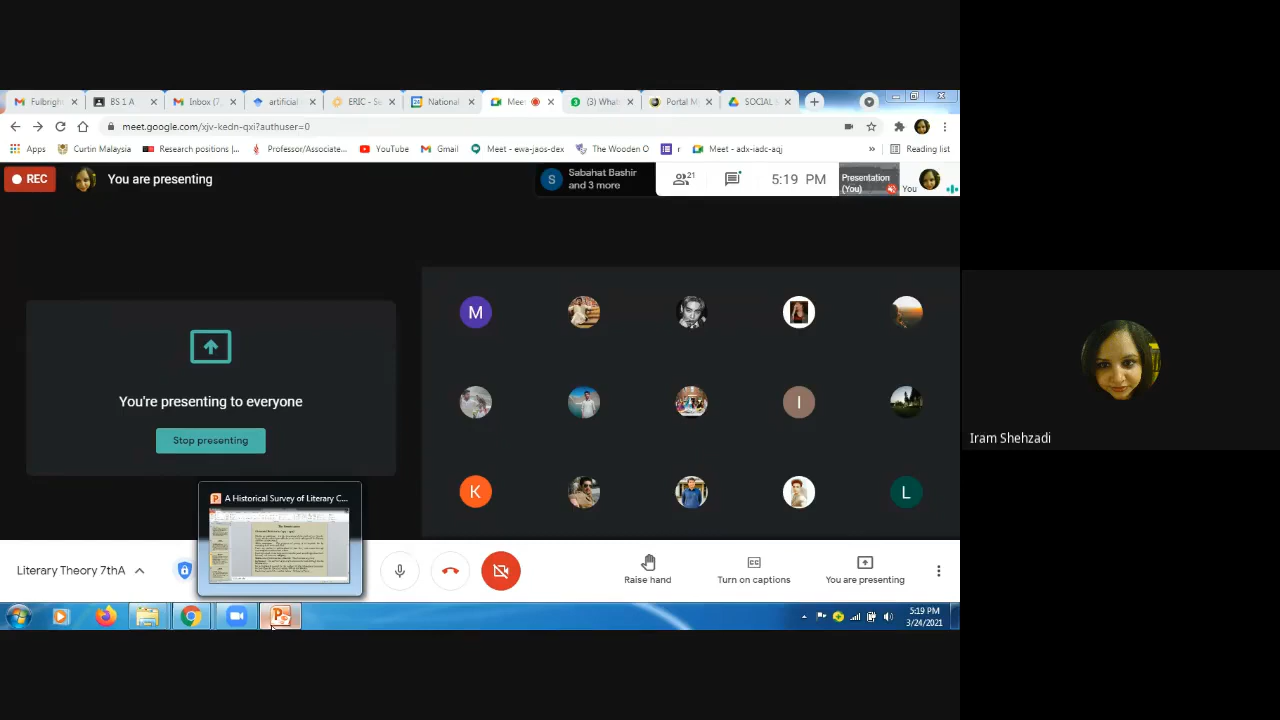 Fulbright
BS 1 A
Inbox (7
artificial
ERIC - S
National
Meet
(3) What
Portal M
SOCIAL
meet.google.com/xjv-kedn-qxi?authuser=0
Apps
Curtin Malaysia
Research positions |...
Professor/Associate...
YouTube
Gmail
Meet - ewa-jaos-dex
The Wooden O
r
Meet - adx-iadc-aqj
»
Reading list
REC
You are presenting
S
Sabahat Bashir
and 3 more
21
5:19 PM
Presentation
(You)
You
M
You're presenting to everyone
Stop presenting
I
K
L
A Historical Survey of Literary C...
Literary Theory 7thA
Raise hand
Turn on captions
You are presenting
5:19 PM
3/24/2021
Iram Shehzadi